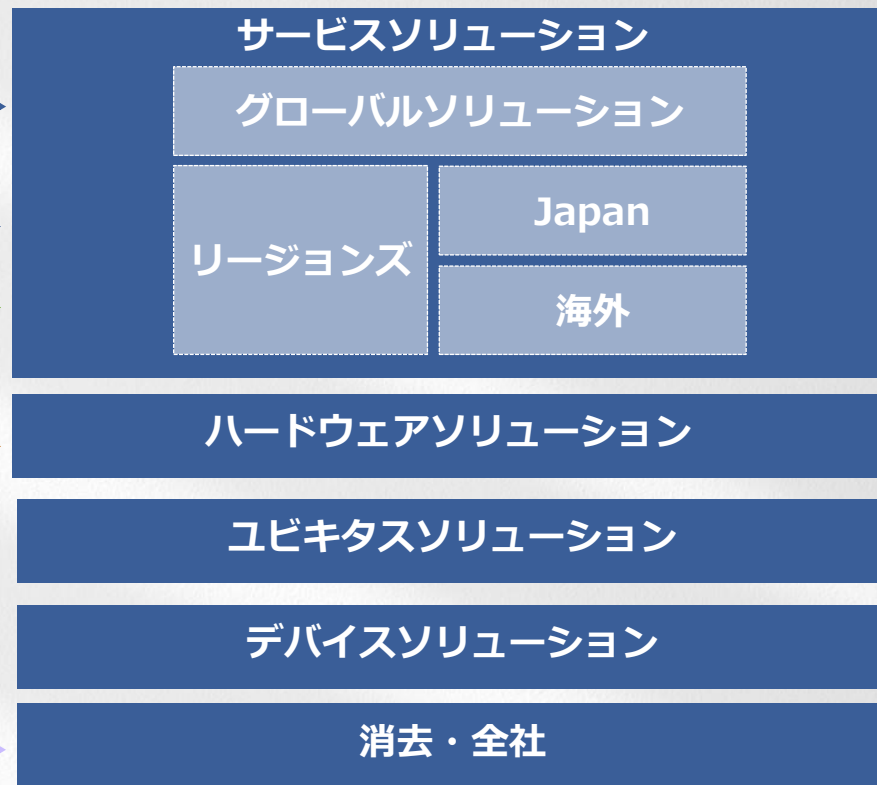 サービスソリューション
グローバルソリューション
リージョンズ
Japan
海外
ハードウェアソリューション
ユビキタスソリューション
デバイスソリューション
消去・全社